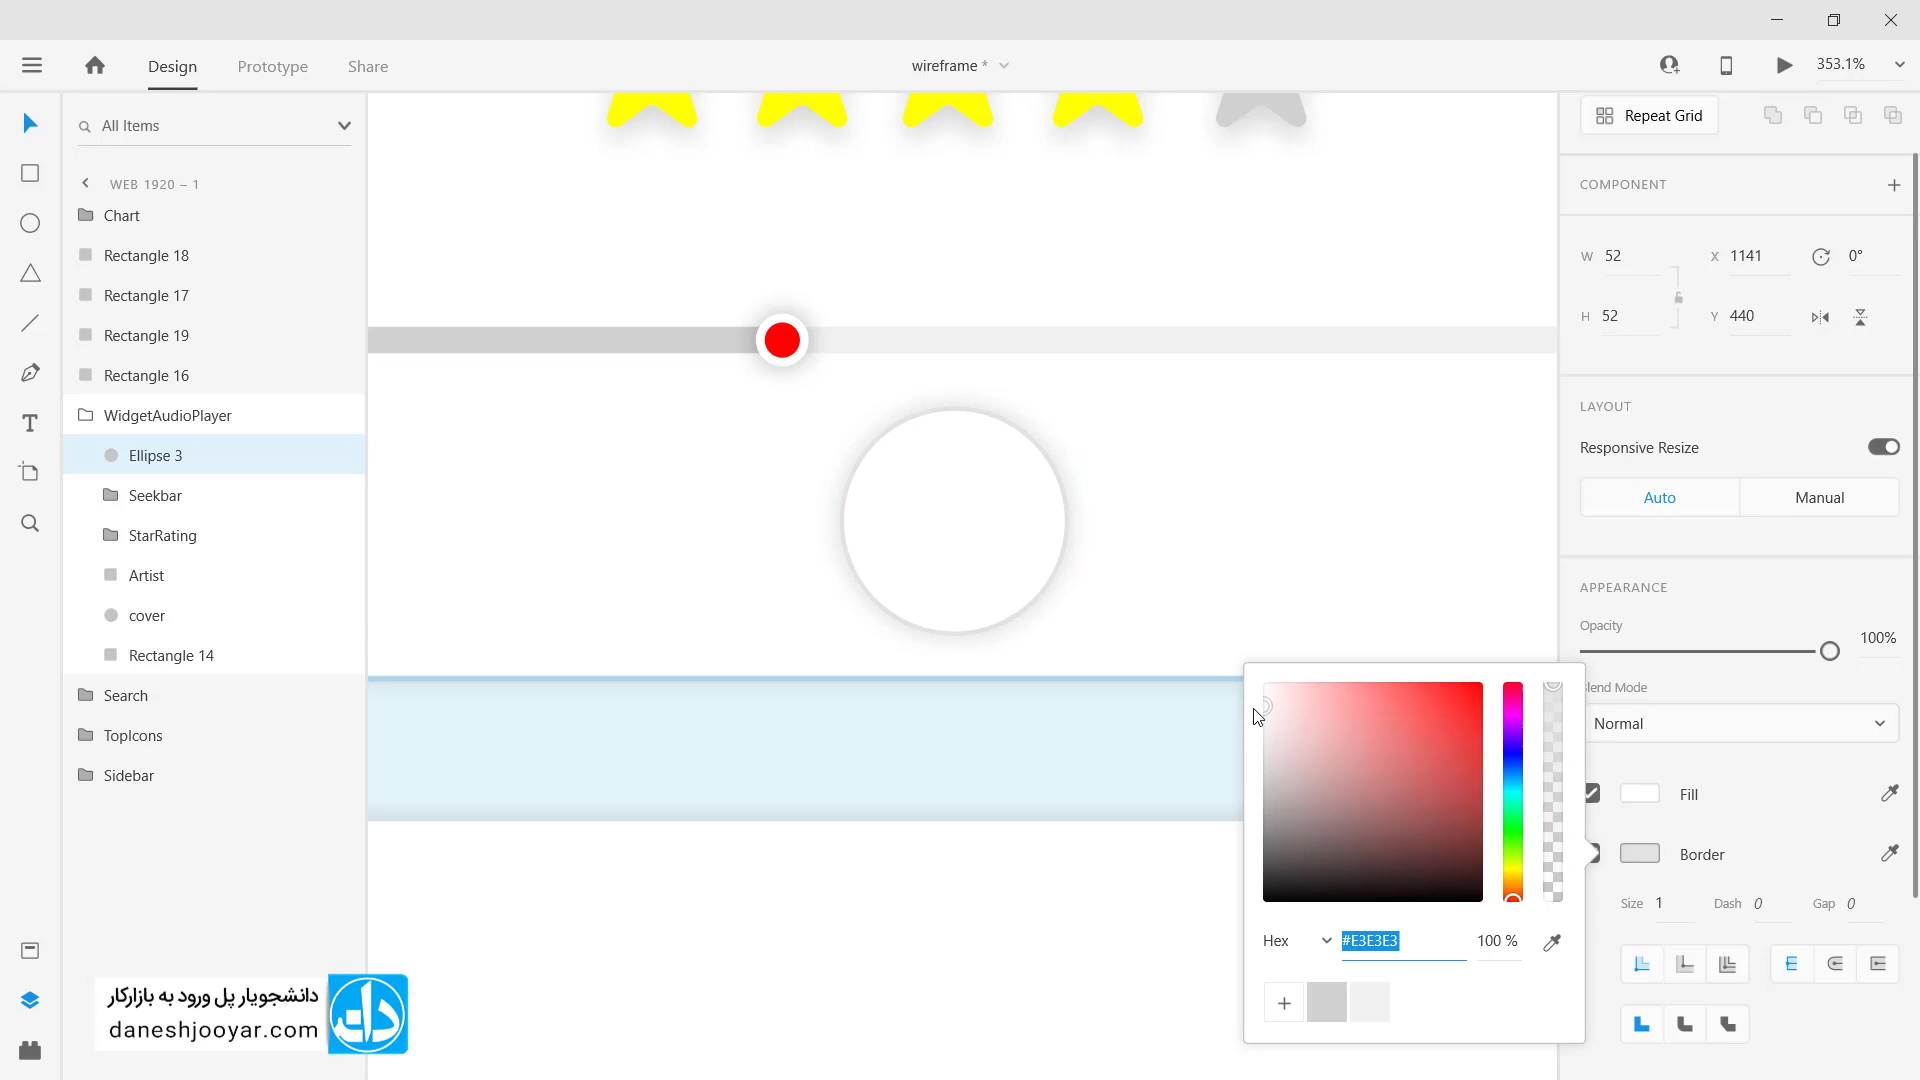 Design
Prototype
Share
wireframe *
353.1%
All Items
WEB 1920 – 1
Chart
Rectangle 18
Rectangle 17
Rectangle 19
Rectangle 16
WidgetAudioPlayer
Ellipse 3
Seekbar
StarRating
Artist
cover
Rectangle 14
Search
TopIcons
Sidebar
دانشجویار پل ورود به بازارکار
daneshjooyar.com
Repeat Grid
COMPONENT
W 52 X 1141 0°
H 52 Y 440
LAYOUT
Responsive Resize
Auto Manual
APPEARANCE
Opacity
100%
lend Mode
Normal
Fill
Border
Size 1 Dash 0 Gap 0
Hex #E3E3E3 100 %